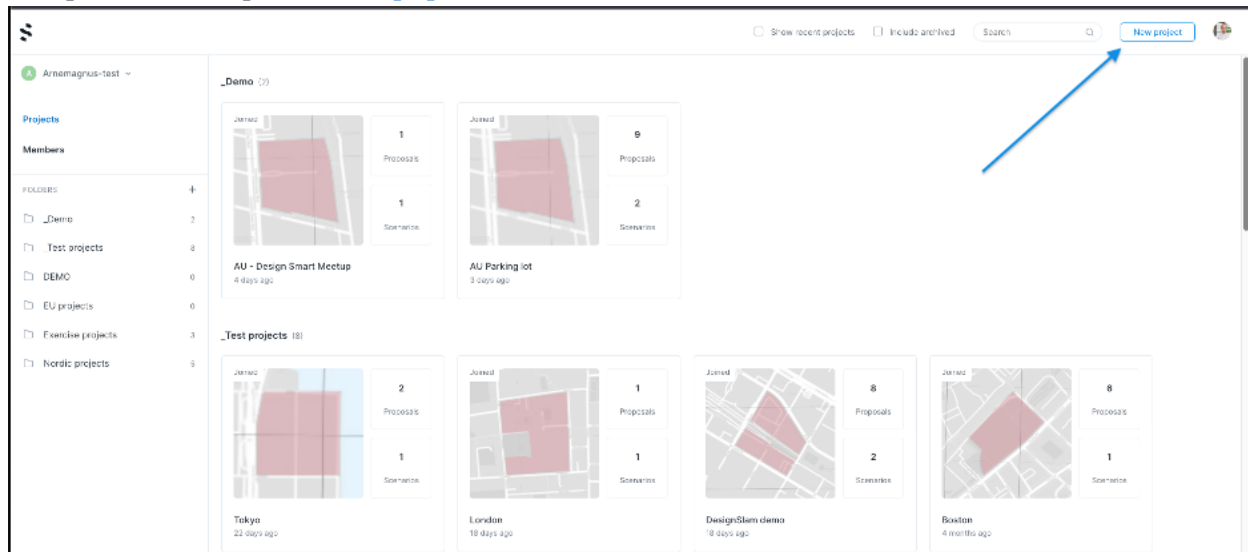 Show recent projects
Include archived
Search
New project
A
Arnemagnus-test
Projects
Members
FOLDERS
_Demo 2
Test projects 8
DEMO 0
EU projects 0
Exercise projects 3
Nordic projects
_Demo (2)
Joined
1
Proposals
1
Scenarios
AU - Design Smart Meetup
4 days ago
Joined
9
Proposals
2
Scenarios
AU Parking lot
3 days ago
_Test projects (8)
Joined
2
Proposals
1
Scenarios
Tokyo
22 days ago
Joined
1
Proposals
1
Scenarios
London
18 days ago
Joined
8
Proposals
2
Scenarios
DesignSlam demo
18 days ago
Joined
8
Proposals
1
Scenarios
Boston
4 months ago